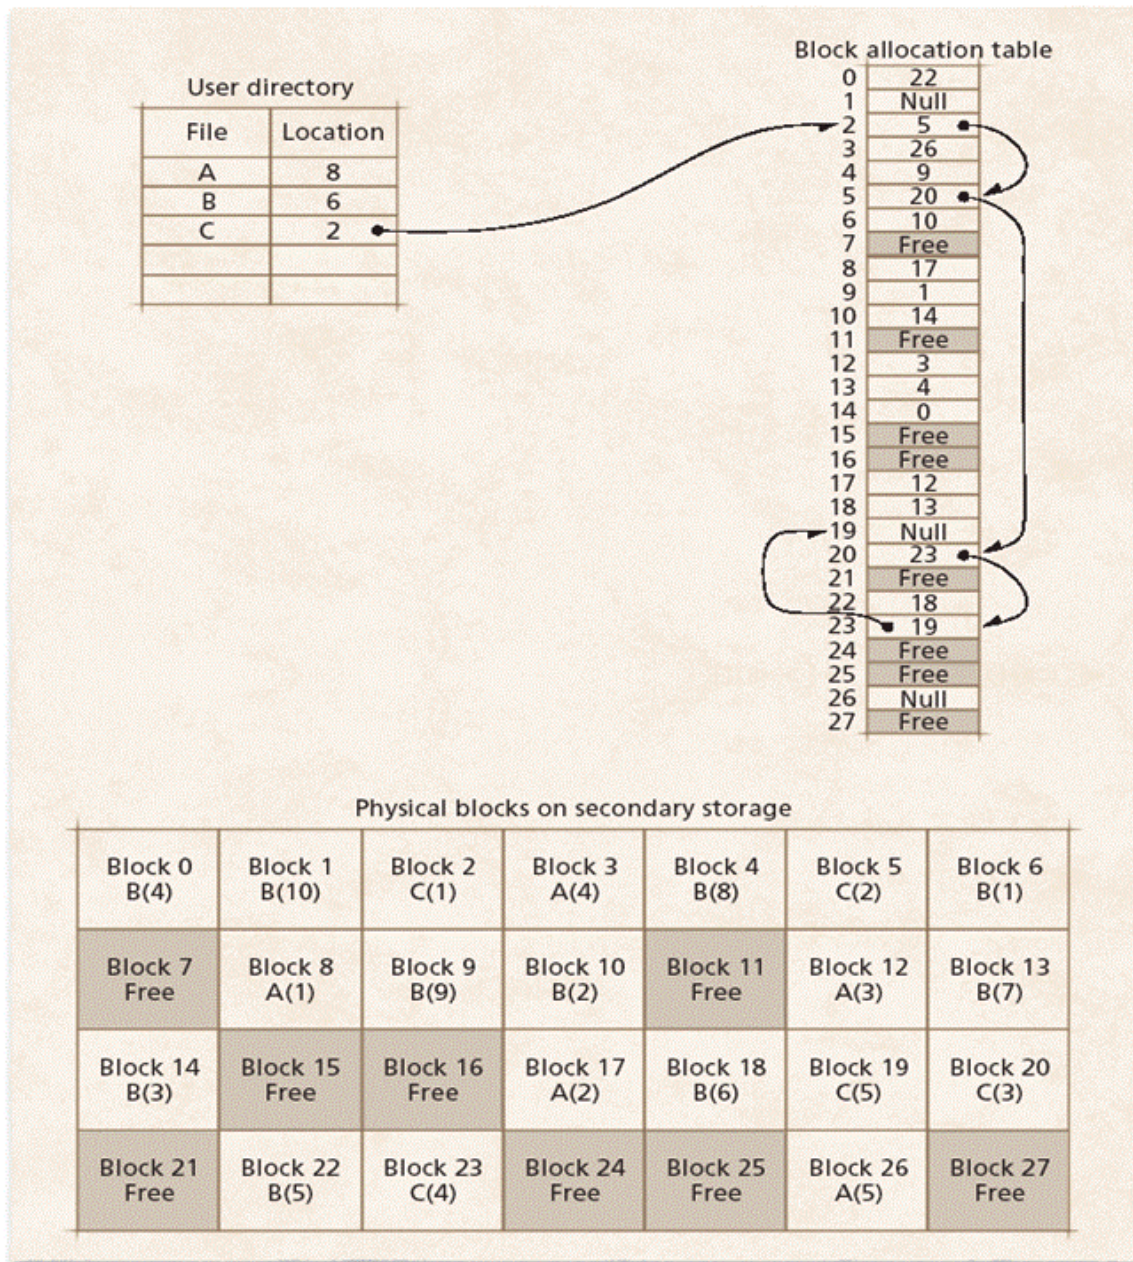 Block allocation table
User directory
File Location
A 8
B 6
C 2
0 22
1 Null
2 5
3 26
4 9
5 20
6 10
7 Free
8 17
9 1
10 14
11 Free
12 3
13 4
14 0
15 Free
16 Free
17 12
18 13
19 Null
20 23
21 Free
22 18
23 19
24 Free
25 Free
26 Null
27 Free
Physical blocks on secondary storage
Block 0 Block 1 Block 2 Block 3 Block 4 Block 5 Block 6
B(4) B(10) C(1) A(4) B(8) C(2) B(1)
Block 7 Block 8 Block 9 Block 10 Block 11 Block 12 Block 13
Free A(1) B(9) B(2) Free A(3) B(7)
Block 14 Block 15 Block 16 Block 17 Block 18 Block 19 Block 20
B(3) Free Free A(2) B(6) C(5) C(3)
Block 21 Block 22 Block 23 Block 24 Block 25 Block 26 Block 27
Free B(5) C(4) Free Free A(5) Free